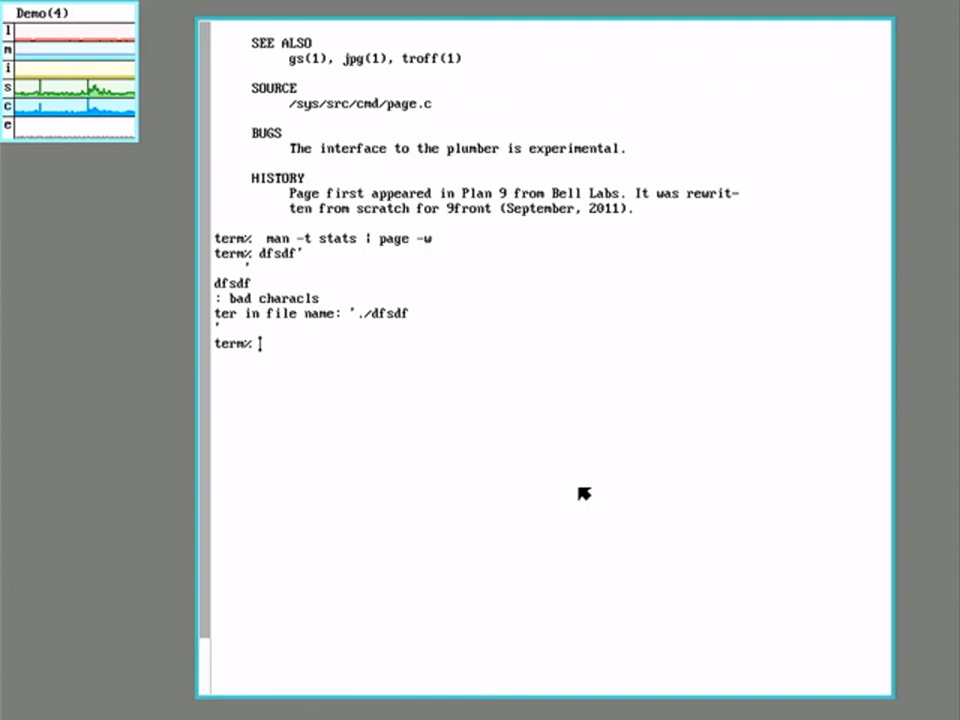 Demo(4)
l
m
i
s
c
e
SEE ALSO
gs(1), jpg(1), troff(1)
SOURCE
/sys/src/cmd/page.c
BUGS
The interface to the plumber is experimental.
HISTORY
Page first appeared in Plan 9 from Bell Labs. It was rewrit-
ten from scratch for 9front (September, 2011).
term% man -t stats | page -w
term% dfsdf'
'
dfsdf
: bad characls
ter in file name: './dfsdf
'
term%